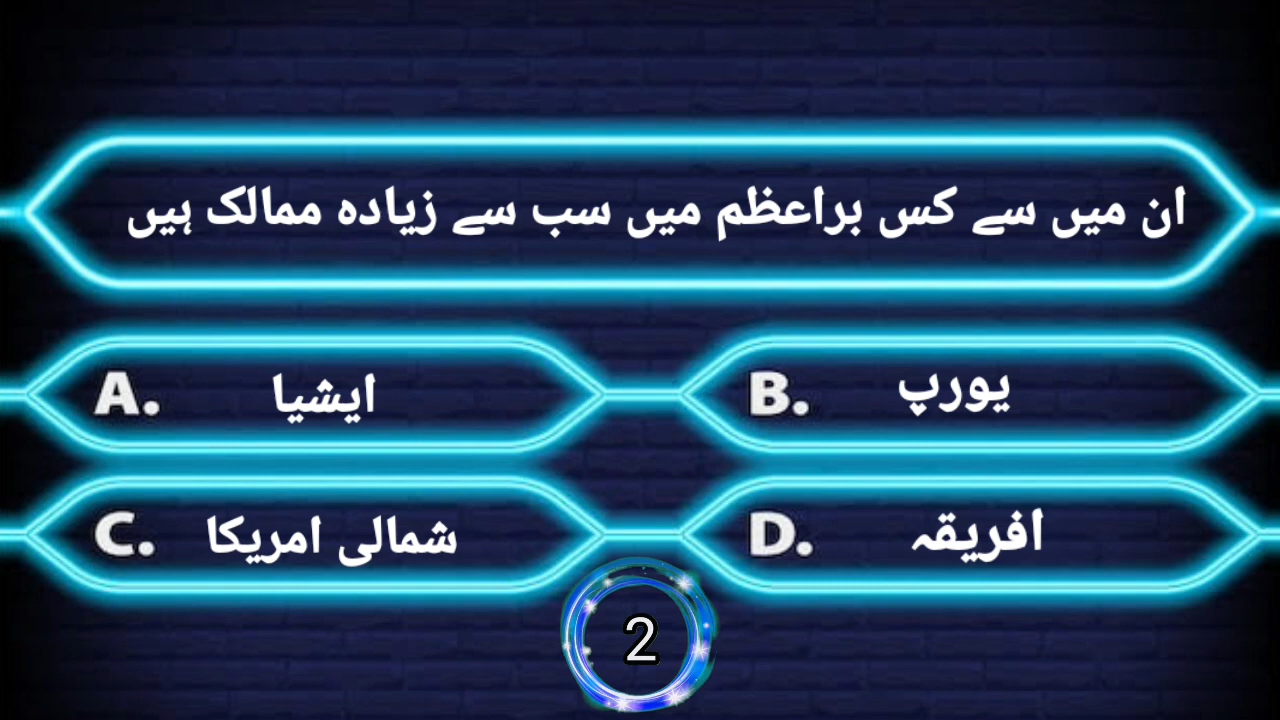 ان میں سے کس براعظم میں سب سے زیادہ ممالک ہیں
A. ایشیا
B. یورپ
C. شمالی امریکا
D. افریقہ
2